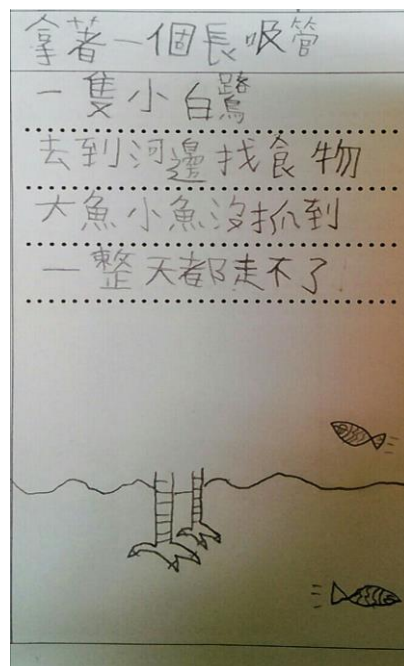 拿著一個長吸管
一隻小白鷺
去到河邊找食物
大魚小魚沒抓到
一整天都走不了